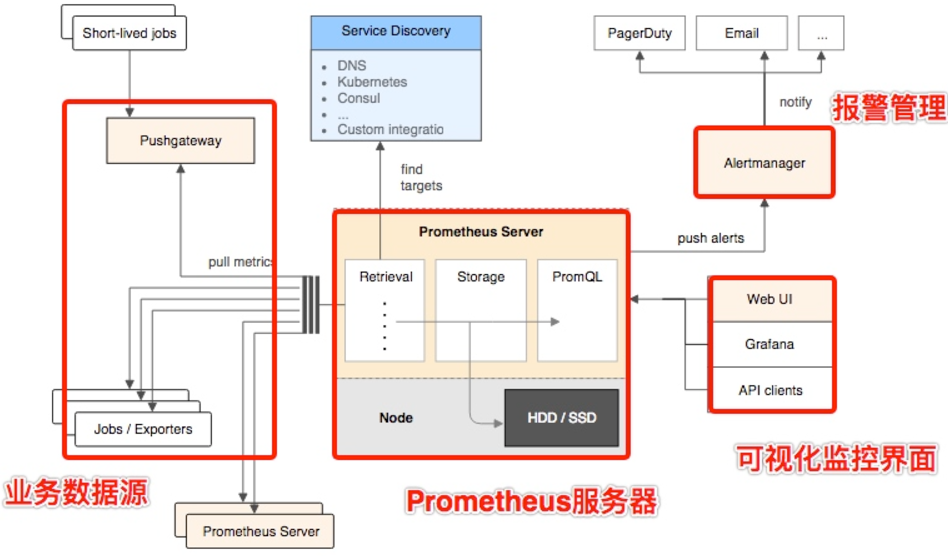 Short-lived jobs
Service Discovery
• DNS
• Kubernetes
• Consul
• ...
• Custom integratio
PagerDuty
Email
...
notify
报警管理
Pushgateway
find
targets
Alertmanager
Prometheus Server
push alerts
pull metrics
Retrieval
Storage
PromQL
Web UI
Grafana
API clients
Node
HDD / SSD
Jobs / Exporters
可视化监控界面
业务数据源
Prometheus服务器
Prometheus Server